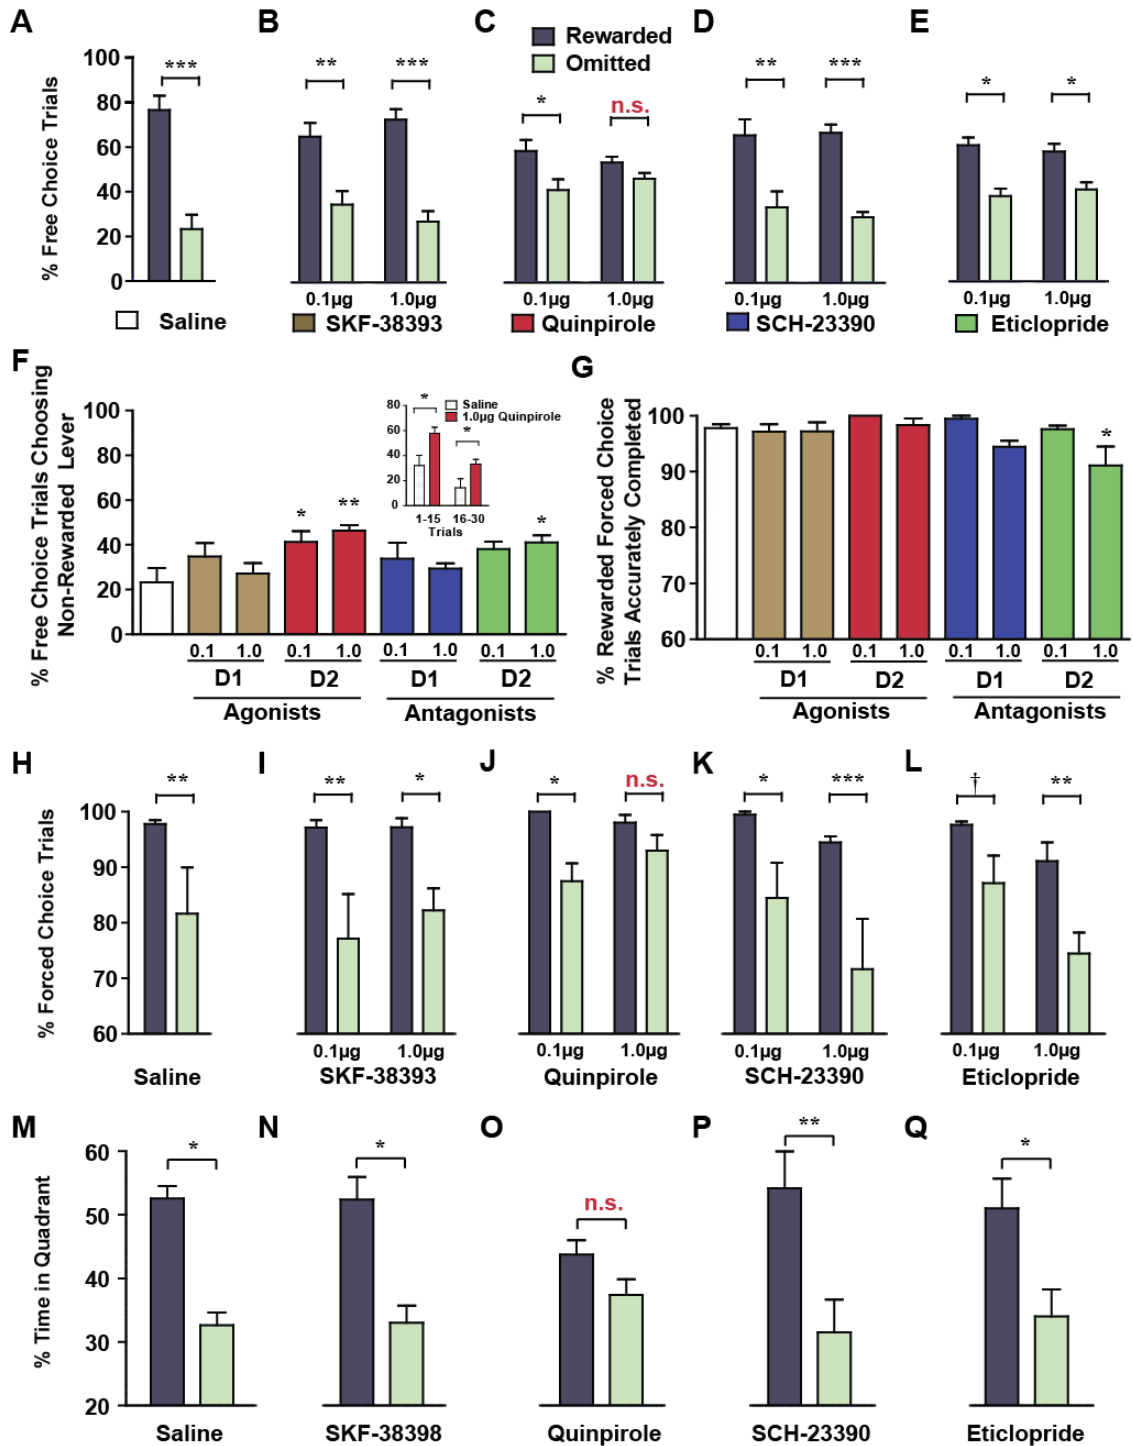 A B C D E
Rewarded
Omitted
% Free Choice Trials
100
80
60
40
20
0
*** ** *** * n.s. ** *** * *
0.1µg 1.0µg 0.1µg 1.0µg 0.1µg 1.0µg 0.1µg 1.0µg
Saline SKF-38393 Quinpirole SCH-23390 Eticlopride
F
% Free Choice Trials Choosing
Non-Rewarded Lever
100
80
60
40
20
0
* ** *
80
60
40
20
0
* *
Saline
1.0µg Quinpirole
1-15 16-30
Trials
0.1 1.0 0.1 1.0 0.1 1.0 0.1 1.0
D1 D2 D1 D2
Agonists Antagonists
G
% Rewarded Forced Choice
Trials Accurately Completed
100
90
80
70
60
*
0.1 1.0 0.1 1.0 0.1 1.0 0.1 1.0
D1 D2 D1 D2
Agonists Antagonists
H I J K L
% Forced Choice Trials
100
90
80
70
60
** ** * * n.s. * *** † **
0.1µg 1.0µg 0.1µg 1.0µg 0.1µg 1.0µg 0.1µg 1.0µg
Saline SKF-38393 Quinpirole SCH-23390 Eticlopride
M N O P Q
% Time in Quadrant
60
50
40
30
20
* * n.s. ** *
Saline SKF-38398 Quinpirole SCH-23390 Eticlopride